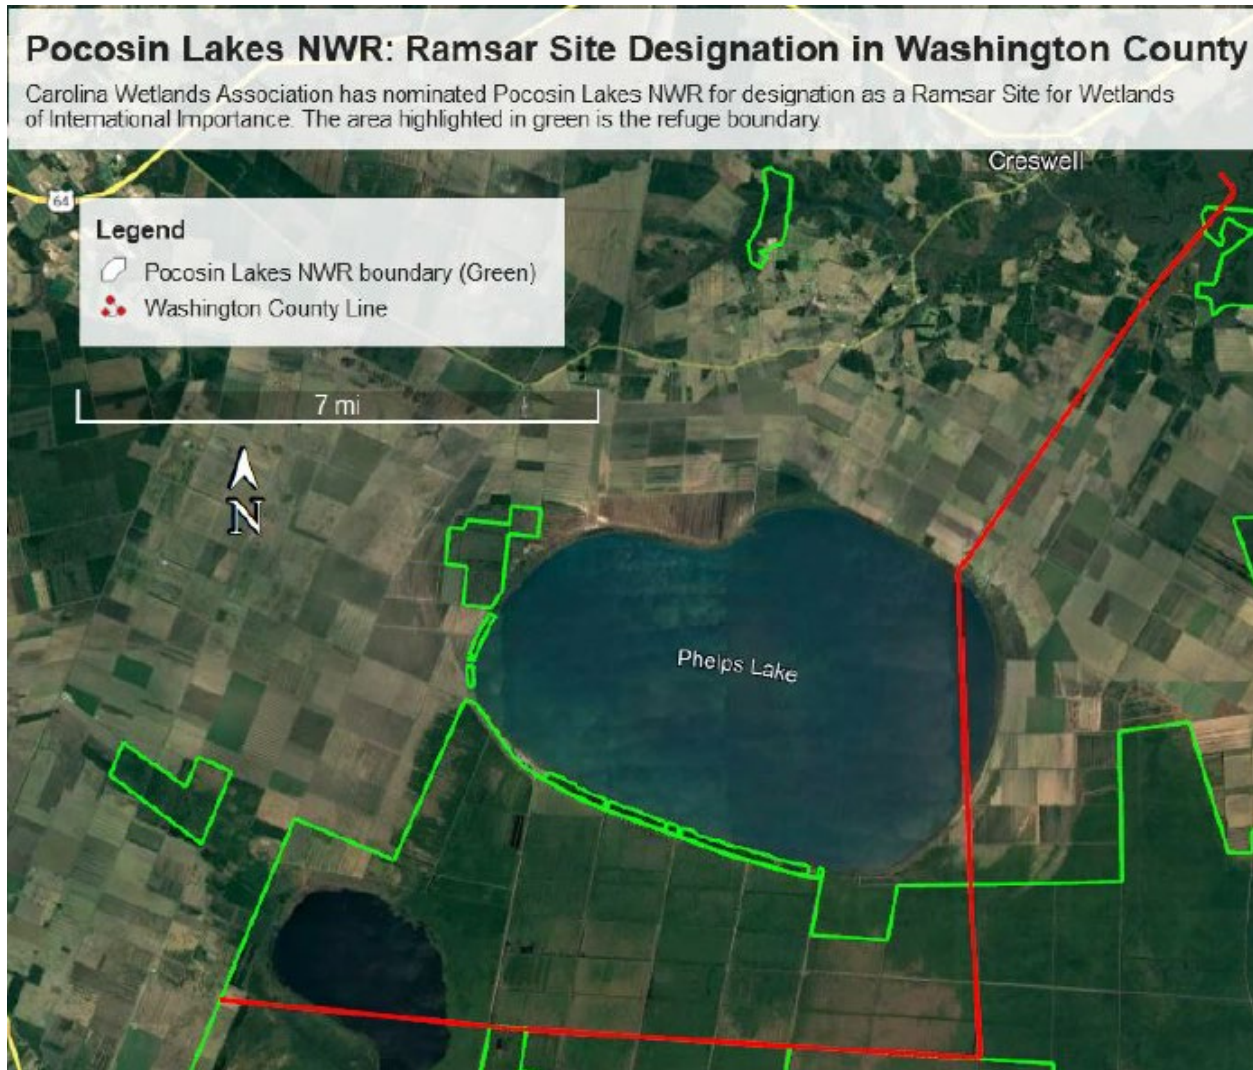 Pocosin Lakes NWR: Ramsar Site Designation in Washington County
Carolina Wetlands Association has nominated Pocosin Lakes NWR for designation as a Ramsar Site for Wetlands
of International Importance. The area highlighted in green is the refuge boundary.
Creswell
64
Legend
Pocosin Lakes NWR boundary (Green)
Washington County Line
7 mi
N
Phelps Lake